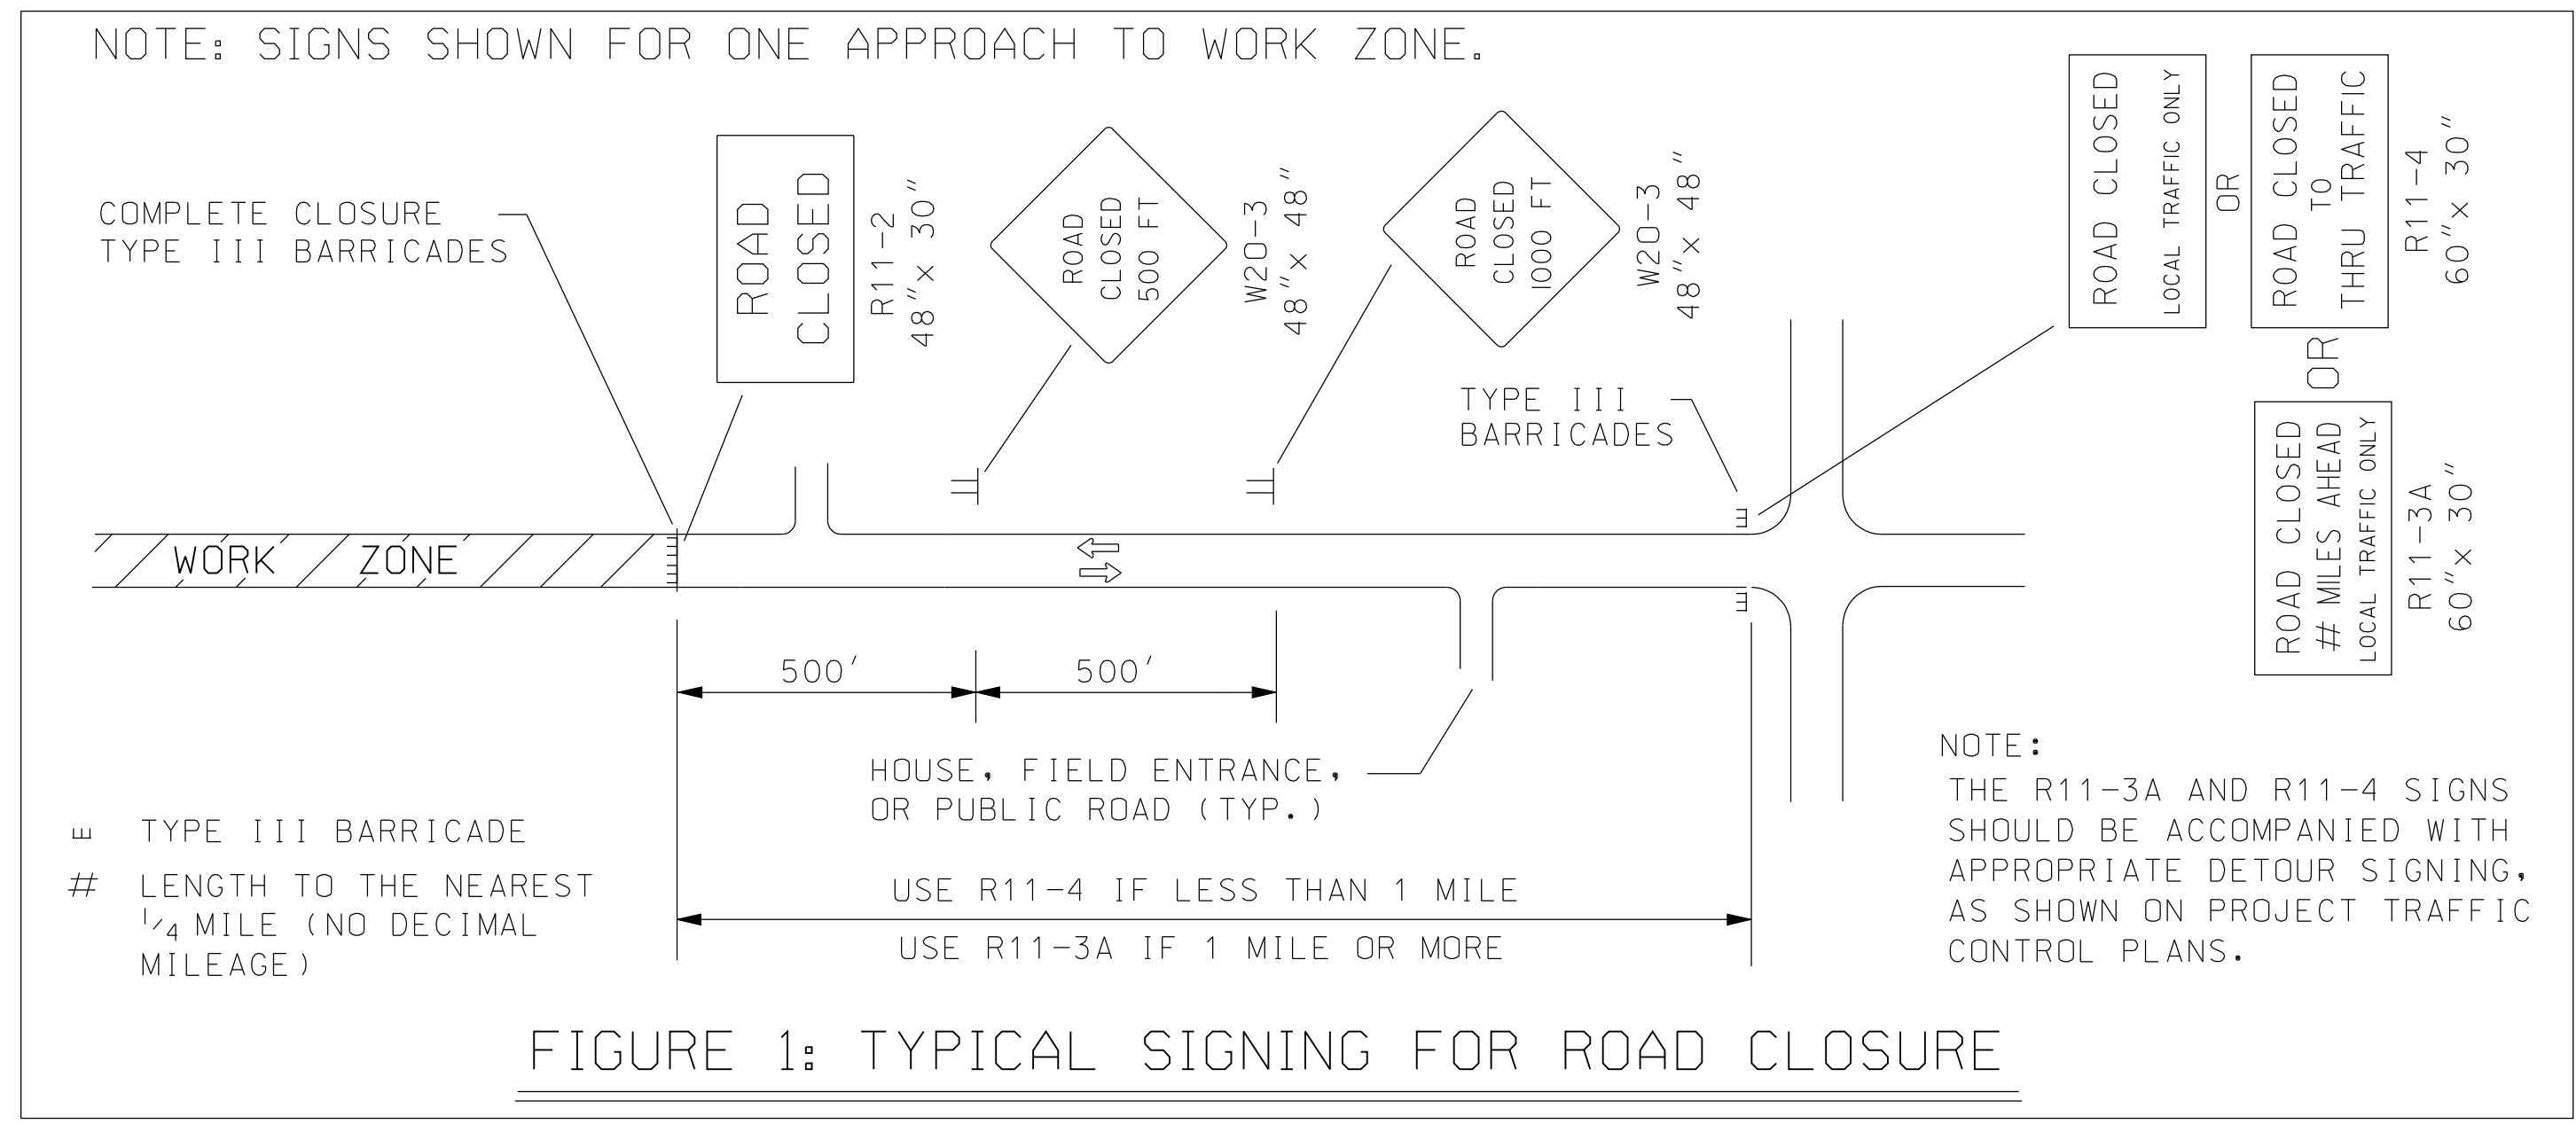 NOTE: SIGNS SHOWN FOR ONE APPROACH TO WORK ZONE.
COMPLETE CLOSURE
TYPE III BARRICADES
ROAD
CLOSED
R11-2
48"x 30"
ROAD
CLOSED
500 FT
W20-3
48"x 48"
ROAD
CLOSED
1000 FT
W20-3
48"x 48"
TYPE III
BARRICADES
ROAD CLOSED
LOCAL TRAFFIC ONLY
OR
ROAD CLOSED
TO
THRU TRAFFIC
R11-4
60"x 30"
OR
ROAD CLOSED
# MILES AHEAD
LOCAL TRAFFIC ONLY
R11-3A
60"x 30"
WORK ZONE
500'
500'
HOUSE, FIELD ENTRANCE,
OR PUBLIC ROAD (TYP.)
E TYPE III BARRICADE
# LENGTH TO THE NEAREST
1/4 MILE (NO DECIMAL
MILEAGE)
USE R11-4 IF LESS THAN 1 MILE
USE R11-3A IF 1 MILE OR MORE
NOTE:
THE R11-3A AND R11-4 SIGNS
SHOULD BE ACCOMPANIED WITH
APPROPRIATE DETOUR SIGNING,
AS SHOWN ON PROJECT TRAFFIC
CONTROL PLANS.
FIGURE 1: TYPICAL SIGNING FOR ROAD CLOSURE